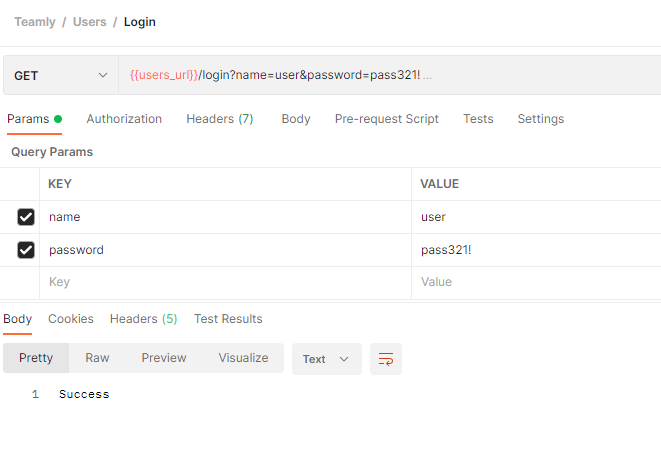 Teamly / Users / Login
GET {{users_url}}/login?name=user&password=pass321! ...
Params Authorization Headers (7) Body Pre-request Script Tests Settings
Query Params
KEY VALUE
name user
password pass321!
Key Value
Body Cookies Headers (5) Test Results
Pretty Raw Preview Visualize Text
1 Success